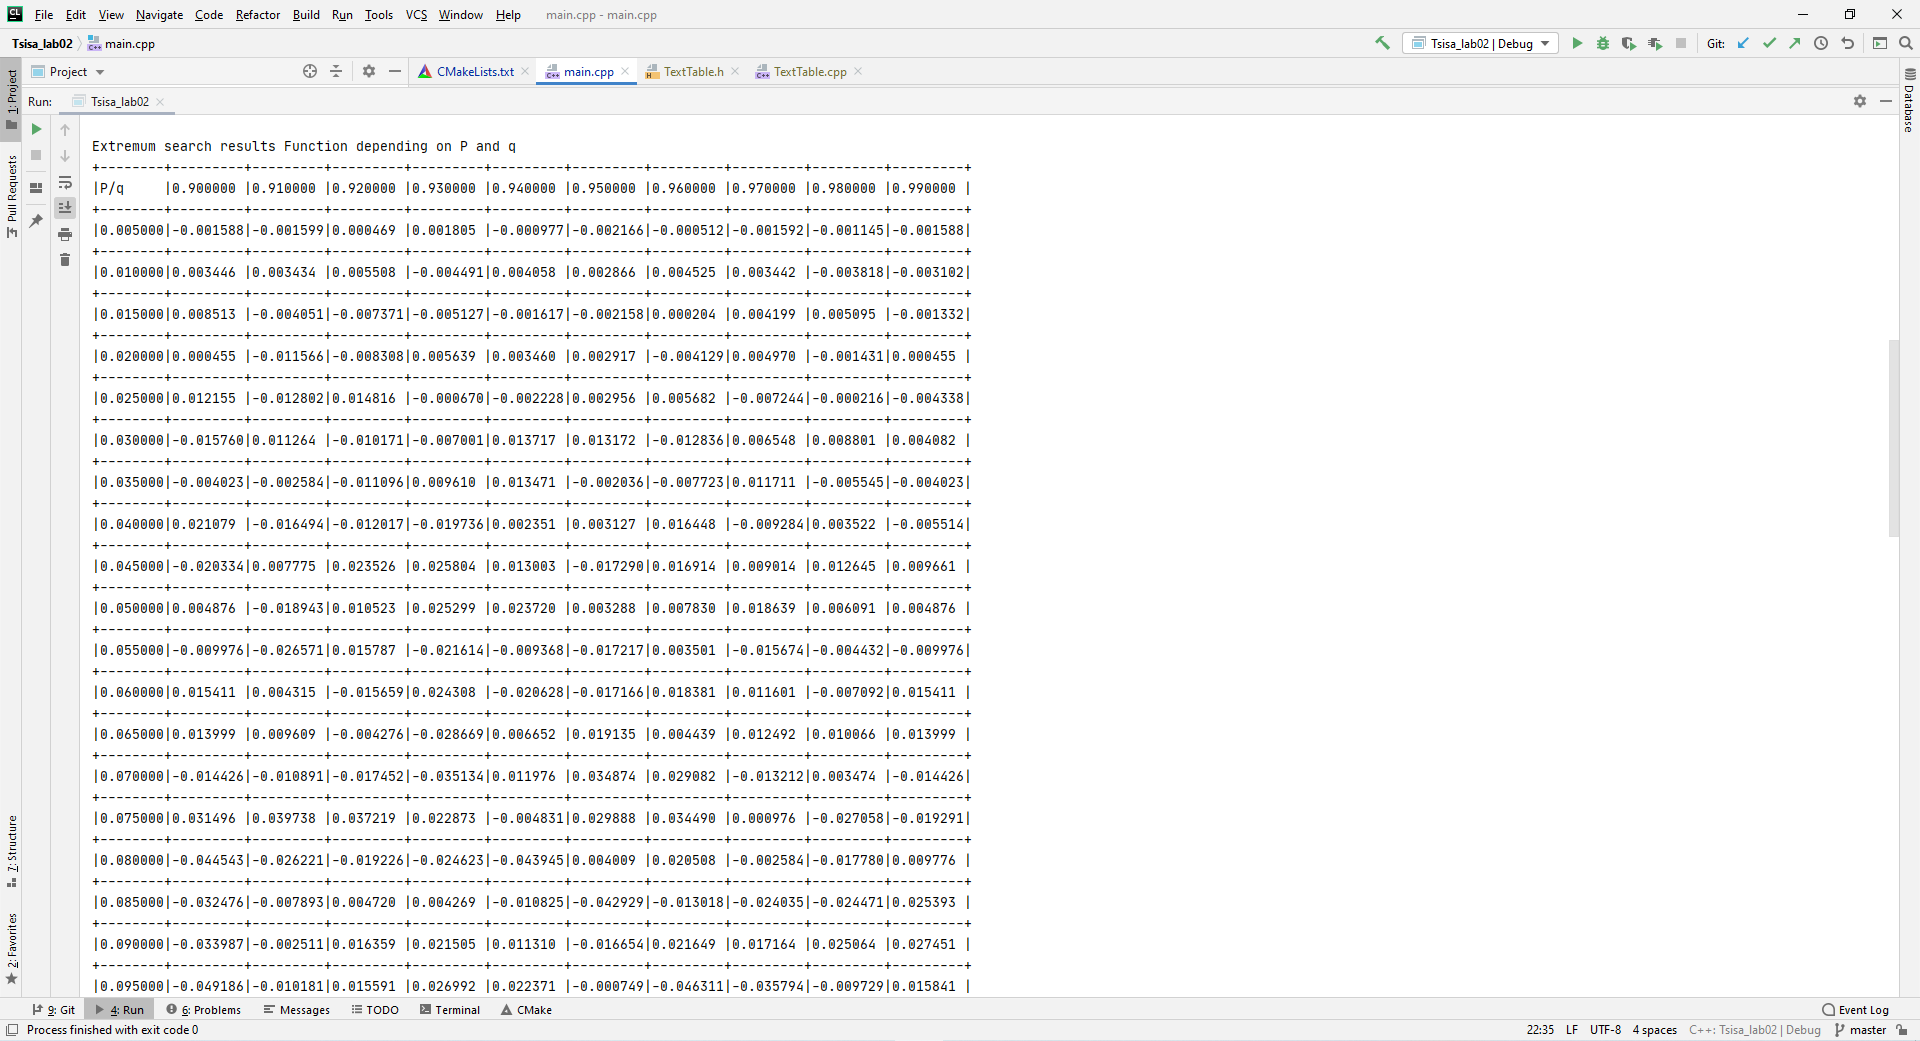 File Edit View Navigate Code Refactor Build Run Tools VCS Window Help main.cpp - main.cpp
Tsisa_lab02 main.cpp Tsisa_lab02 | Debug Git:
Project CMakeLists.txt main.cpp TextTable.h TextTable.cpp
Run: Tsisa_lab02
1: Project
Pull Requests
7: Structure
2: Favorites
Database
Extremum search results Function depending on P and q
+--------+---------+---------+---------+---------+---------+---------+---------+---------+---------+---------+
|P/q     |0.900000 |0.910000 |0.920000 |0.930000 |0.940000 |0.950000 |0.960000 |0.970000 |0.980000 |0.990000 |
+--------+---------+---------+---------+---------+---------+---------+---------+---------+---------+---------+
|0.005000|-0.001588|-0.001599|0.000469 |0.001805 |-0.000977|-0.002166|-0.000512|-0.001592|-0.001145|-0.001588|
+--------+---------+---------+---------+---------+---------+---------+---------+---------+---------+---------+
|0.010000|0.003446 |0.003434 |0.005508 |-0.004491|0.004058 |0.002866 |0.004525 |0.003442 |-0.003818|-0.003102|
+--------+---------+---------+---------+---------+---------+---------+---------+---------+---------+---------+
|0.015000|0.008513 |-0.004051|-0.007371|-0.005127|-0.001617|-0.002158|0.000204 |0.004199 |0.005095 |-0.001332|
+--------+---------+---------+---------+---------+---------+---------+---------+---------+---------+---------+
|0.020000|0.000455 |-0.011566|-0.008308|0.005639 |0.003460 |0.002917 |-0.004129|0.004970 |-0.001431|0.000455 |
+--------+---------+---------+---------+---------+---------+---------+---------+---------+---------+---------+
|0.025000|0.012155 |-0.012802|0.014816 |-0.000670|-0.002228|0.002956 |0.005682 |-0.007244|-0.000216|-0.004338|
+--------+---------+---------+---------+---------+---------+---------+---------+---------+---------+---------+
|0.030000|-0.015760|0.011264 |-0.010171|-0.007001|0.013717 |0.013172 |-0.012836|0.006548 |0.008801 |0.004082 |
+--------+---------+---------+---------+---------+---------+---------+---------+---------+---------+---------+
|0.035000|-0.004023|-0.002584|-0.011096|0.009610 |0.013471 |-0.002036|-0.007723|0.011711 |-0.005545|-0.004023|
+--------+---------+---------+---------+---------+---------+---------+---------+---------+---------+---------+
|0.040000|0.021079 |-0.016494|-0.012017|-0.019736|0.002351 |0.003127 |0.016448 |-0.009284|0.003522 |-0.005514|
+--------+---------+---------+---------+---------+---------+---------+---------+---------+---------+---------+
|0.045000|-0.020334|0.007775 |0.023526 |0.025804 |0.013003 |-0.017290|0.016914 |0.009014 |0.012645 |0.009661 |
+--------+---------+---------+---------+---------+---------+---------+---------+---------+---------+---------+
|0.050000|0.004876 |-0.018943|0.010523 |0.025299 |0.023720 |0.003288 |0.007830 |0.018639 |0.006091 |0.004876 |
+--------+---------+---------+---------+---------+---------+---------+---------+---------+---------+---------+
|0.055000|-0.009976|-0.026571|0.015787 |-0.021614|-0.009368|-0.017217|0.003501 |-0.015674|-0.004432|-0.009976|
+--------+---------+---------+---------+---------+---------+---------+---------+---------+---------+---------+
|0.060000|0.015411 |0.004315 |-0.015659|0.024308 |-0.020628|-0.017166|0.018381 |0.011601 |-0.007092|0.015411 |
+--------+---------+---------+---------+---------+---------+---------+---------+---------+---------+---------+
|0.065000|0.013999 |0.009609 |-0.004276|-0.028669|0.006652 |0.019135 |0.004439 |0.012492 |0.010066 |0.013999 |
+--------+---------+---------+---------+---------+---------+---------+---------+---------+---------+---------+
|0.070000|-0.014426|-0.010891|-0.017452|-0.035134|0.011976 |0.034874 |0.029082 |-0.013212|0.003474 |-0.014426|
+--------+---------+---------+---------+---------+---------+---------+---------+---------+---------+---------+
|0.075000|0.031496 |0.039738 |0.037219 |0.022873 |-0.004831|0.029888 |0.034490 |0.000976 |-0.027058|-0.019291|
+--------+---------+---------+---------+---------+---------+---------+---------+---------+---------+---------+
|0.080000|-0.044543|-0.026221|-0.019226|-0.024623|-0.043945|0.004009 |0.020508 |-0.002584|-0.017780|0.009776 |
+--------+---------+---------+---------+---------+---------+---------+---------+---------+---------+---------+
|0.085000|-0.032476|-0.007893|0.004720 |0.004269 |-0.010825|-0.042929|-0.013018|-0.024035|-0.024471|0.025393 |
+--------+---------+---------+---------+---------+---------+---------+---------+---------+---------+---------+
|0.090000|-0.033987|-0.002511|0.016359 |0.021505 |0.011310 |-0.016654|0.021649 |0.017164 |0.025064 |0.027451 |
+--------+---------+---------+---------+---------+---------+---------+---------+---------+---------+---------+
|0.095000|-0.049186|-0.010181|0.015591 |0.026992 |0.022371 |-0.000749|-0.046311|-0.035794|-0.009729|0.015841 |
9: Git 4: Run 6: Problems Messages TODO Terminal CMake Event Log
Process finished with exit code 0 22:35 LF UTF-8 4 spaces C++: Tsisa_lab02 | Debug master